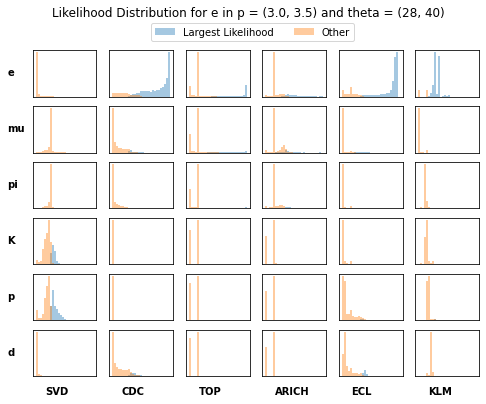 Likelihood Distribution for e in p = (3.0, 3.5) and theta = (28, 40)
Largest Likelihood Other
e
mu
pi
K
p
d
SVD CDC TOP ARICH ECL KLM